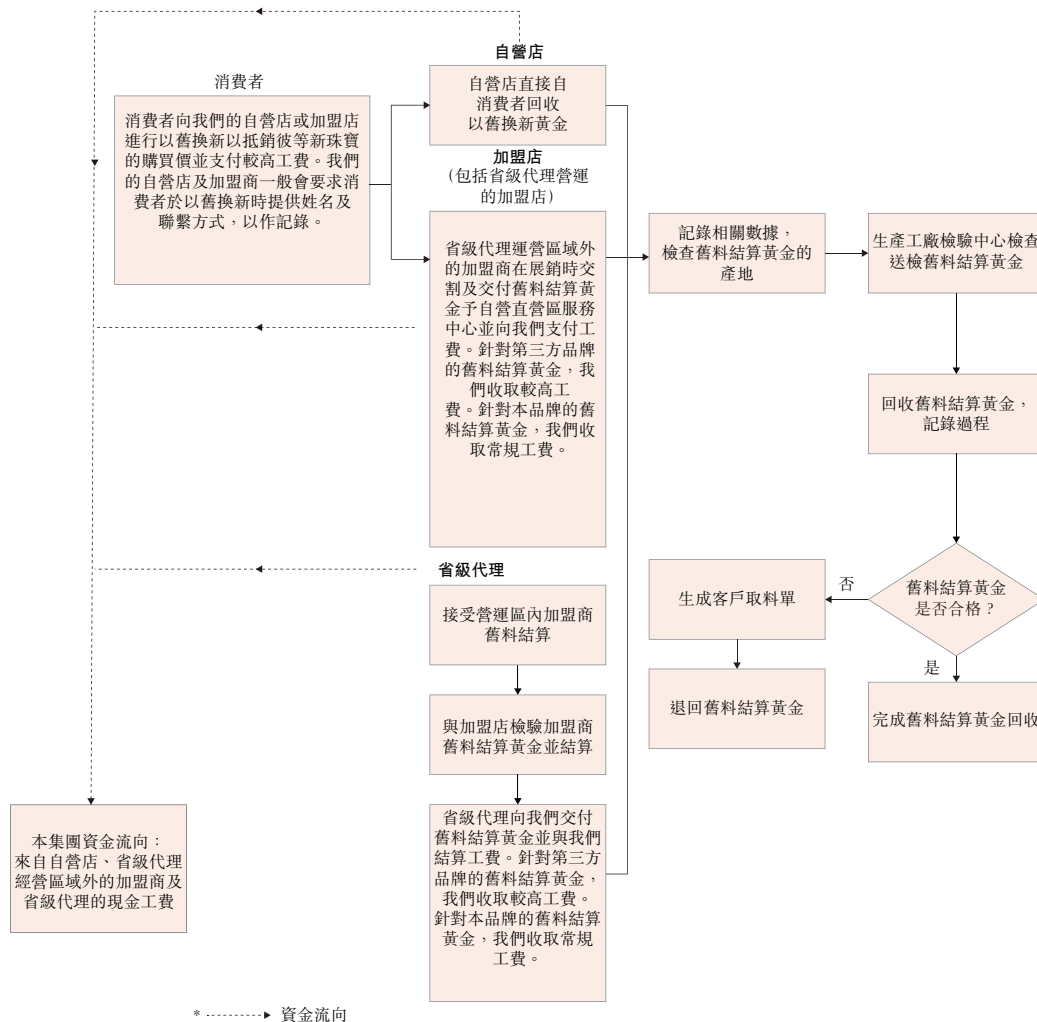 消費者
消費者向我們的自營店或加盟店
進行以舊換新以抵銷彼等新珠寶
的購買價並支付較高工費。我們
的自營店及加盟商一般會要求消
費者於以舊換新時提供姓名及
聯繫方式，以作記錄。
自營店
自營店直接自
消費者回收
以舊換新黃金
加盟店
(包括省級代理營運
的加盟店)
省級代理運營區域外
的加盟商在展銷時交
割及交付舊料結算黃
金予自營直營區服務
中心並向我們支付工
費。針對第三方品牌
的舊料結算黃金，我
們收取較高工
費。針對本品牌的舊
料結算黃金，我們收
取常規工費。
省級代理
接受營運區內加盟商
舊料結算
與加盟店檢驗加盟商
舊料結算黃金並結算
省級代理向我們交付
舊料結算黃金並與我們
結算工費。針對第三方
品牌的舊料結算黃金，
我們收取較高工費。
針對本品牌的舊料結算
黃金，我們收取常規
工費。
記錄相關數據，
檢查舊料結算黃金的
產地
生產工廠檢驗中心檢查
送檢舊料結算黃金
回收舊料結算黃金，
記錄過程
舊料結算黃金
是否合格？
否
生成客戶取料單
退回舊料結算黃金
是
完成舊料結算黃金回收
本集團資金流向：
來自自營店、省級代理
經營區域外的加盟商及
省級代理的現金工費
* 資金流向